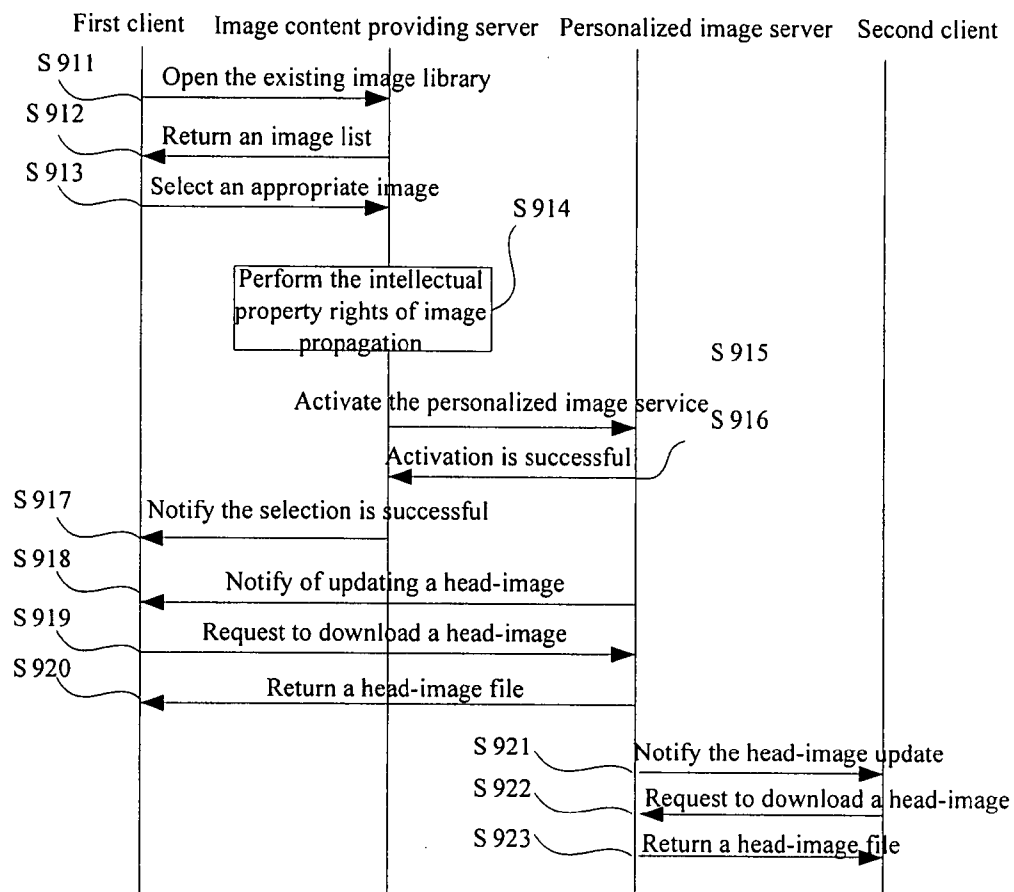 First client Image content providing server Personalized image server Second client
S 911
Open the existing image library
S 912
Return an image list
S 913
Select an appropriate image
S 914
Perform the intellectual
property rights of image
propagation
S 915
Activate the personalized image service
S 916
Activation is successful
S 917
Notify the selection is successful
S 918
Notify of updating a head-image
S 919
Request to download a head-image
S 920
Return a head-image file
S 921
Notify the head-image update
S 922
Request to download a head-image
S 923
Return a head-image file